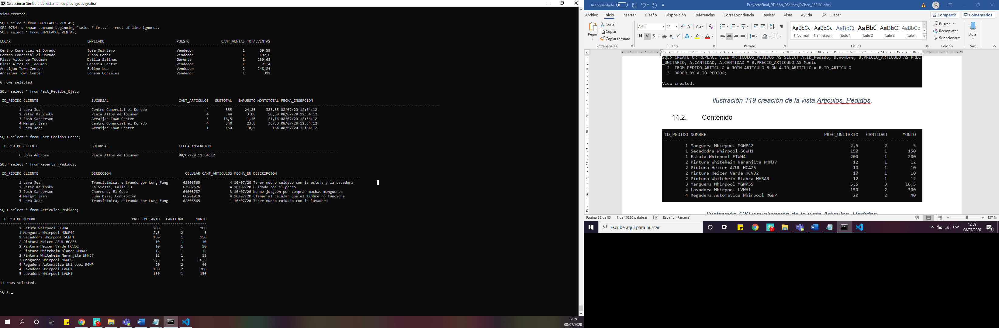 Seleccionar Símbolo del sistema - sqlplus  sys as sysdba
View created.
SQL> selec * from EMPLEADOS_VENTAS;
SP2-0734: unknown command beginning "selec * fr..." - rest of line ignored.
SQL> select * from EMPLEADOS_VENTAS;
LUGAR EMPLEADO PUESTO CANT_VENTAS TOTALVENTAS
Centro Comercial el Dorado Jose Quintero Vendedor 1 39,59
Centro Comercial el Dorado Juana Perez Vendedor 1 192,6
Plaza Altos de Tocumen Dalila Salinas Gerente 1 239,68
Plaza Altos de Tocumen Genesis Pertuz Vendedor 1 21,4
Arraijan Town Center Felipe Loo Vendedor 2 248,24
Arraijan Town Center Lorena Gonzales Vendedor 1 321
6 rows selected.
SQL> select * from Fact_Pedidos_Ejecu;
ID_PEDIDO CLIENTE SUCURSAL CANT_ARTICULOS SUBTOTAL IMPUESTO MONTOTOTAL FECHA_INSERCION
1 Lara Jean Centro Comercial el Dorado 4 355 24,85 383,35 08/07/20 12:54:12
2 Peter Kavinsky Plaza Altos de Tocumen 4 44 3,08 50,58 08/07/20 12:54:12
3 Josh Sanderson Arraijan Town Center 3 16,5 1,16 21,16 08/07/20 12:54:12
4 Margot Jean Centro Comercial el Dorado 4 340 23,8 367,3 08/07/20 12:54:12
5 Lara Jean Arraijan Town Center 1 150 10,5 164 08/07/20 12:54:12
SQL> select * from Fact_Pedidos_Cance;
ID_PEDIDO CLIENTE SUCURSAL FECHA_INSERCION
6 John Ambrose Plaza Altos de Tocumen 08/07/20 12:54:12
SQL> select * from Repartir_Pedidos;
ID_PEDIDO CLIENTE DIRECCION CELULAR CANT_ARTICULOS FECHA_EN DESCRIPCION
1 Lara Jean Transístmica, entrando por Lung Fung 62806565 4 10/07/20 Tener mucho cuidado con la estufa y la secadora
2 Peter Kavinsky La Siesta, Calle 13 63907676 4 10/07/20 Cuidado con el perro
3 Josh Sanderson Chorrera, El Coco 64008787 3 10/07/20 No me juzguen por comprar muchas mangueras
4 Margot Jean Juan Díaz, Concepción 66201919 4 10/07/20 Llamar al celular que el timbre no funciona
5 Lara Jean Transístmica, entrando por Lung Fung 62806565 1 10/07/20 Tener mucho cuidado con la lavadora
SQL> select * from Articulos_Pedidos;
ID_PEDIDO NOMBRE PREC_UNITARIO CANTIDAD MONTO
1 Estufa Whirpool ETWH4 200 1 200
1 Manguera Whirpool MGWP42 2,5 2 5
1 Secadodra Whirpool SCWH1 150 1 150
2 Pintura Heicer AZUL HCAZ5 10 1 10
2 Pintura Heicer Verde HCVD2 10 1 10
2 Pintura Whiteheim Blanca WHBA3 12 1 12
2 Pintura Whiteheim Naranjita WHNJ7 12 1 12
3 Manguera Whirpool MGWP55 5,5 3 16,5
4 Regadera Automatica Whirpool RGWP 20 2 40
4 Lavadora Whirpool LVWH1 150 2 300
5 Lavadora Whirpool LVWH1 150 1 150
11 rows selected.
SQL>
7
12:59
08/07/2020
Autoguardado ProyectoFinal_DTuñón_DSalinas_DChen_1SF131.docx
Archivo Inicio Insertar Diseño Disposición Referencias Correspondencia Revisar Vista Ayuda Buscar Compartir Comentarios
Pegar Cortar Copiar Copiar formato
Arial 12 Aa
N K S ab x₂ x² A A
AaBbCc AaBbCc AaBbCc AaBbC AaBbC AaBbCc
¶ Normal ¶ Sin espa... Título 1 Título 2 Título 3 Título 4
Buscar Reemplazar Seleccionar Dictar
Portapapeles Fuente Párrafo Estilos Edición Voz
SQL> CREATE OR REPLACE VIEW ARTICULOS_PEDIDOS AS SELECT A.ID_Pedido, B.nombre, B.PRECIO_ARTICULO AS PREC
_UNITARIO, A.CANTIDAD, A.CANTIDAD * B.PRECIO_ARTICULO AS Monto
2 FROM PEDIDO_ARTICULO A JOIN ARTICULO B ON A.ID_ARTICULO = B.ID_ARTICULO
3 ORDER BY A.ID_PEDIDO;
View created.
Ilustración 119 creación de la vista Articulos_Pedidos.
14.2. Contenido
ID_PEDIDO NOMBRE PREC_UNITARIO CANTIDAD MONTO
1 Manguera Whirpool MGWP42 2,5 2 5
1 Secadodra Whirpool SCWH1 150 1 150
1 Estufa Whirpool ETWH4 200 1 200
2 Pintura Whiteheim Naranjita WHNJ7 12 1 12
2 Pintura Heicer AZUL HCAZ5 10 1 10
2 Pintura Heicer Verde HCVD2 10 1 10
2 Pintura Whiteheim Blanca WHBA3 12 1 12
3 Manguera Whirpool MGWP55 5,5 3 16,5
4 Lavadora Whirpool LVWH1 150 2 300
4 Regadera Automatica Whirpool RGWP 20 2 40
Ilustración 120 visualización de la vista Articulos_Pedidos
Página 83 de 85 1 de 10250 palabras Español (Panamá) 137 %
Escribe aquí para buscar 7 ESP 12:59
08/07/2020 1